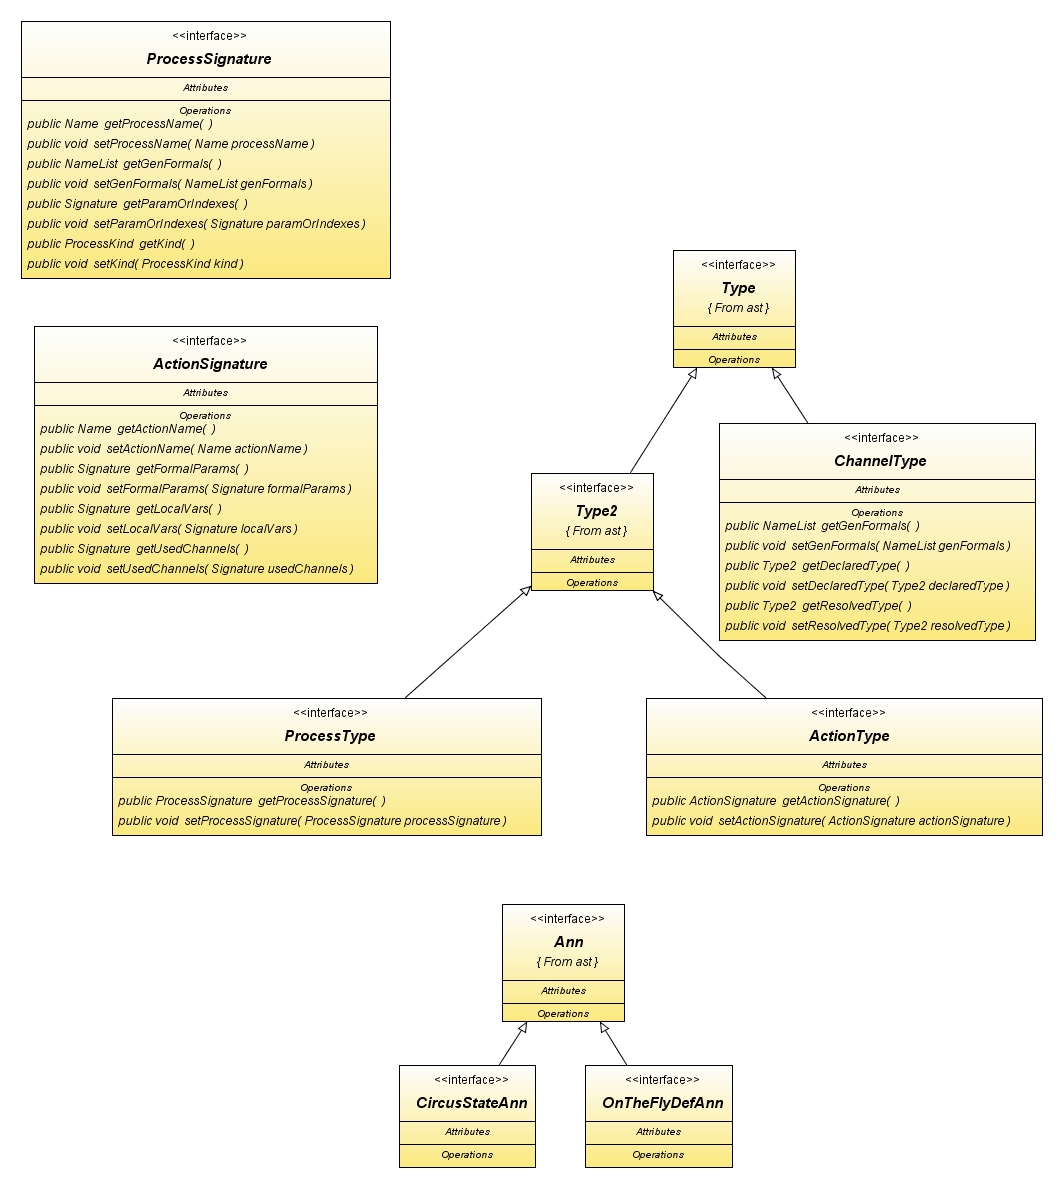 <<interface>>
ProcessSignature
Attributes
Operations
public Name getProcessName( )
public void setProcessName( Name processName )
public NameList getGenFormals( )
public void setGenFormals( NameList genFormals )
public Signature getParamOrIndexes( )
public void setParamOrIndexes( Signature paramOrIndexes )
public ProcessKind getKind( )
public void setKind( ProcessKind kind )
<<interface>>
Type
{ From ast }
Attributes
Operations
<<interface>>
ActionSignature
Attributes
Operations
public Name getActionName( )
public void setActionName( Name actionName )
public Signature getFormalParams( )
public void setFormalParams( Signature formalParams )
public Signature getLocalVars( )
public void setLocalVars( Signature localVars )
public Signature getUsedChannels( )
public void setUsedChannels( Signature usedChannels )
<<interface>>
ChannelType
Attributes
Operations
public NameList getGenFormals( )
public void setGenFormals( NameList genFormals )
public Type2 getDeclaredType( )
public void setDeclaredType( Type2 declaredType )
public Type2 getResolvedType( )
public void setResolvedType( Type2 resolvedType )
<<interface>>
Type2
{ From ast }
Attributes
Operations
<<interface>>
ProcessType
Attributes
Operations
public ProcessSignature getProcessSignature( )
public void setProcessSignature( ProcessSignature processSignature )
<<interface>>
ActionType
Attributes
Operations
public ActionSignature getActionSignature( )
public void setActionSignature( ActionSignature actionSignature )
<<interface>>
Ann
{ From ast }
Attributes
Operations
<<interface>>
CircusStateAnn
Attributes
Operations
<<interface>>
OnTheFlyDefAnn
Attributes
Operations